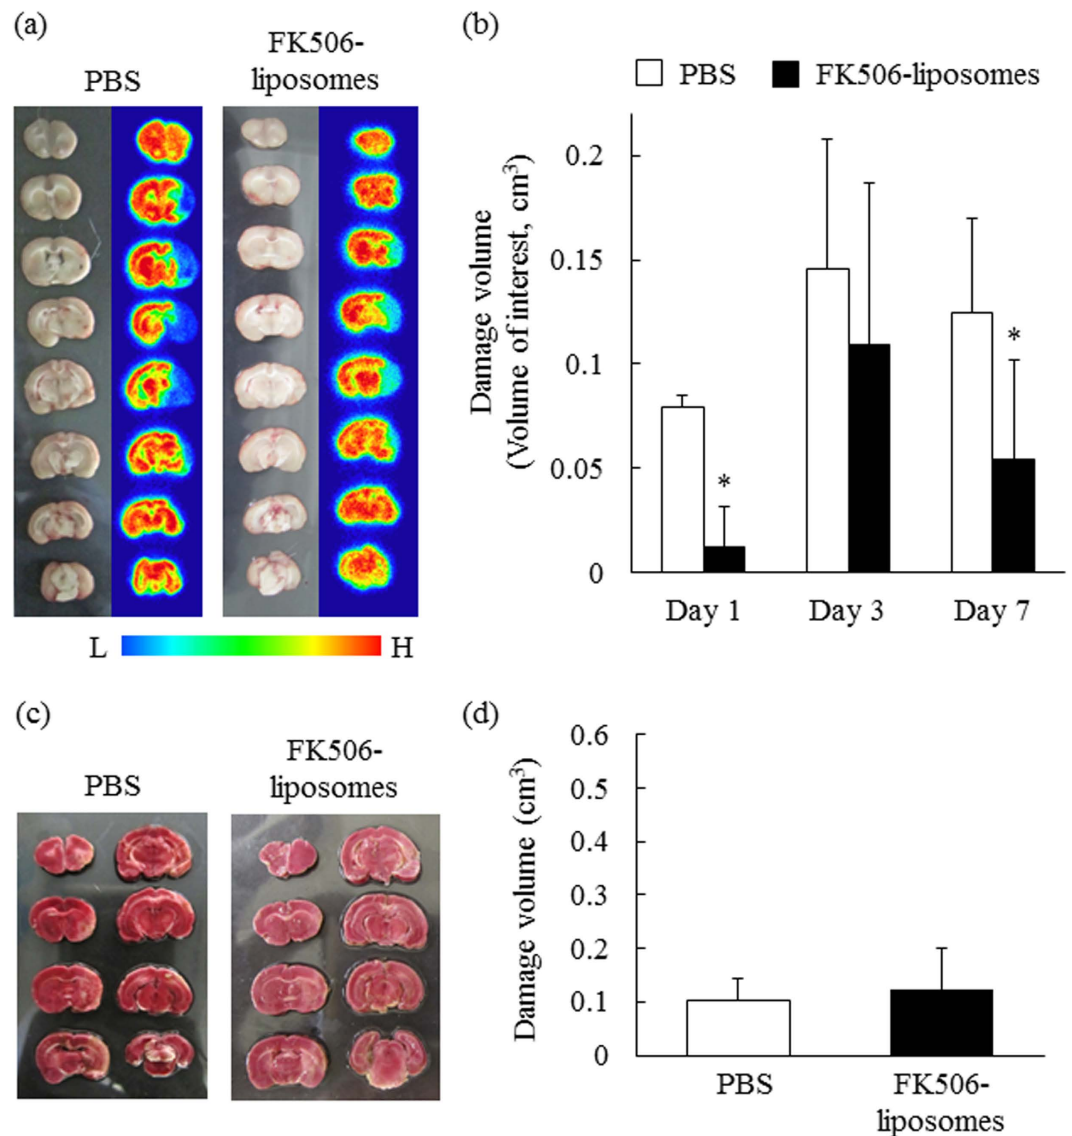 (a)
PBS
FK506-
liposomes
L
H
(b)
PBS
FK506-liposomes
Damage volume
(Volume of interest, cm³)
0.2
0.15
0.1
0.05
0
*
*
Day 1
Day 3
Day 7
(c)
PBS
FK506-
liposomes
(d)
Damage volume (cm³)
0.6
0.5
0.4
0.3
0.2
0.1
0
PBS
FK506-
liposomes